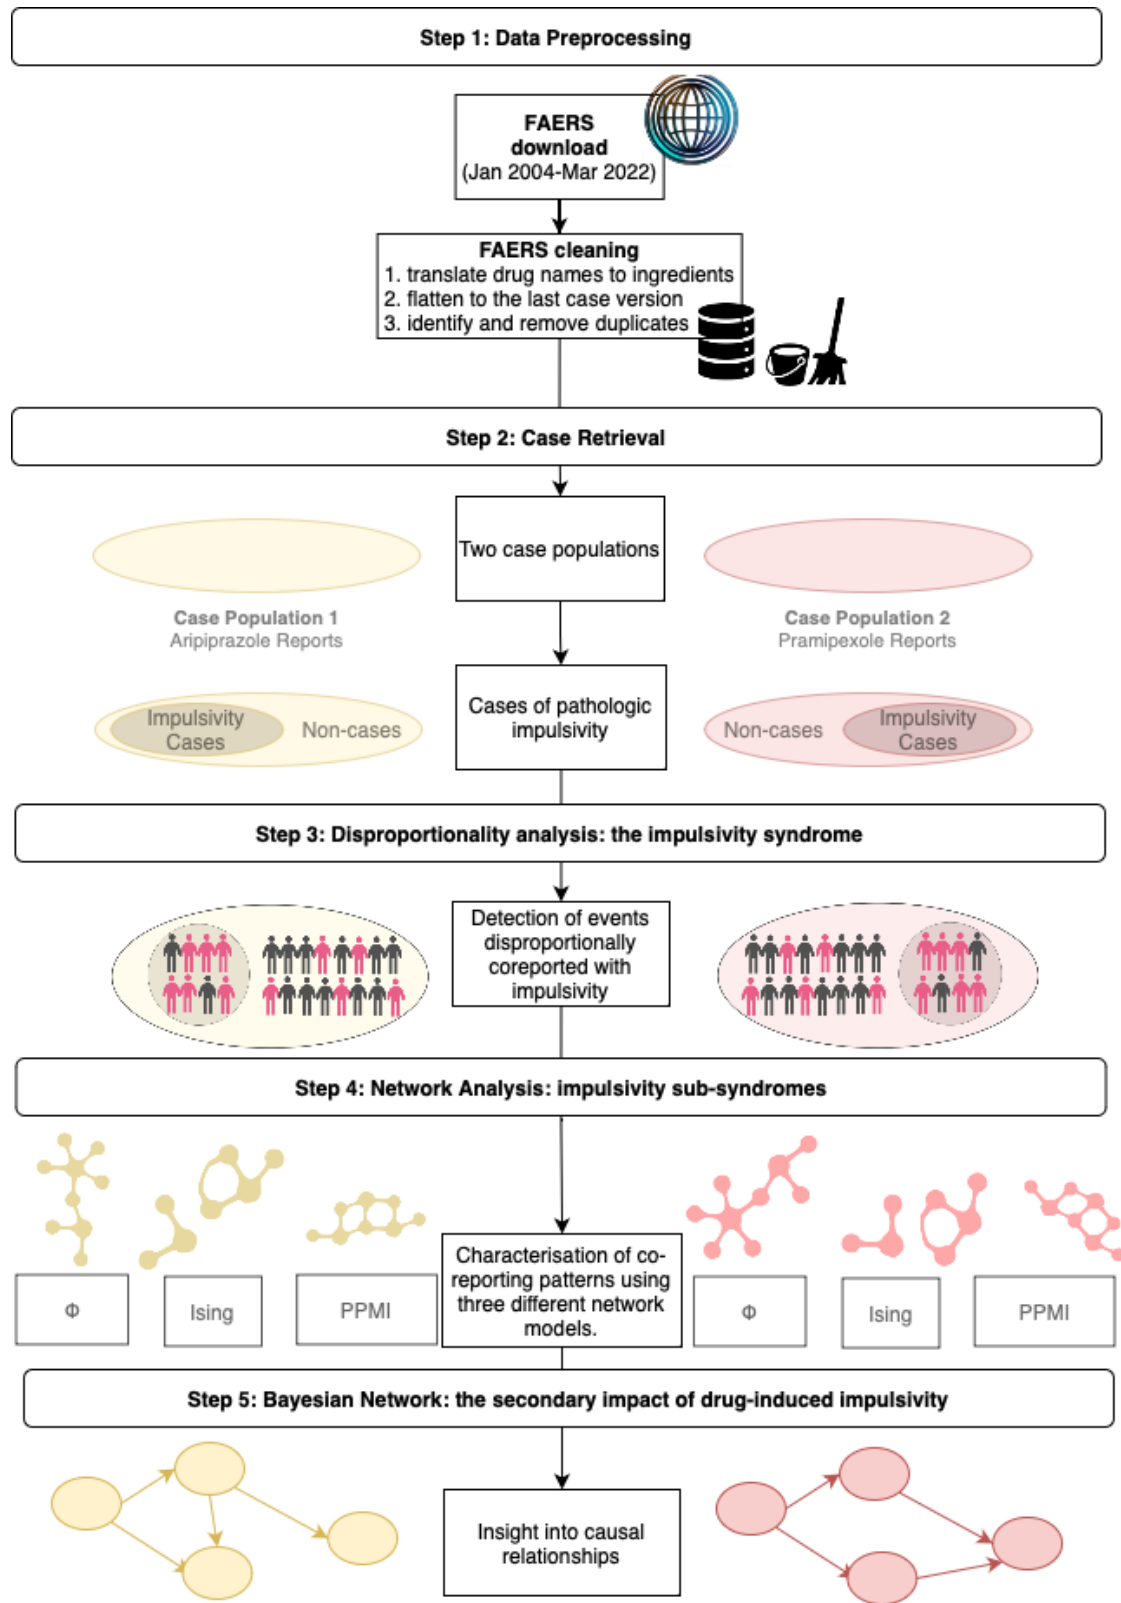 Step 1: Data Preprocessing
FAERS
download
(Jan 2004-Mar 2022)
FAERS cleaning
1. translate drug names to ingredients
2. flatten to the last case version
3. identify and remove duplicates
Step 2: Case Retrieval
Two case populations
Case Population 1
Aripiprazole Reports
Case Population 2
Pramipexole Reports
Impulsivity
Cases
Non-cases
Cases of pathologic
impulsivity
Non-cases
Impulsivity
Cases
Step 3: Disproportionality analysis: the impulsivity syndrome
Detection of events
disproportionally
coreported with
impulsivity
Step 4: Network Analysis: impulsivity sub-syndromes
Characterisation of co-
reporting patterns using
three different network
models.
Φ
Ising
PPMI
Φ
Ising
PPMI
Step 5: Bayesian Network: the secondary impact of drug-induced impulsivity
Insight into causal
relationships